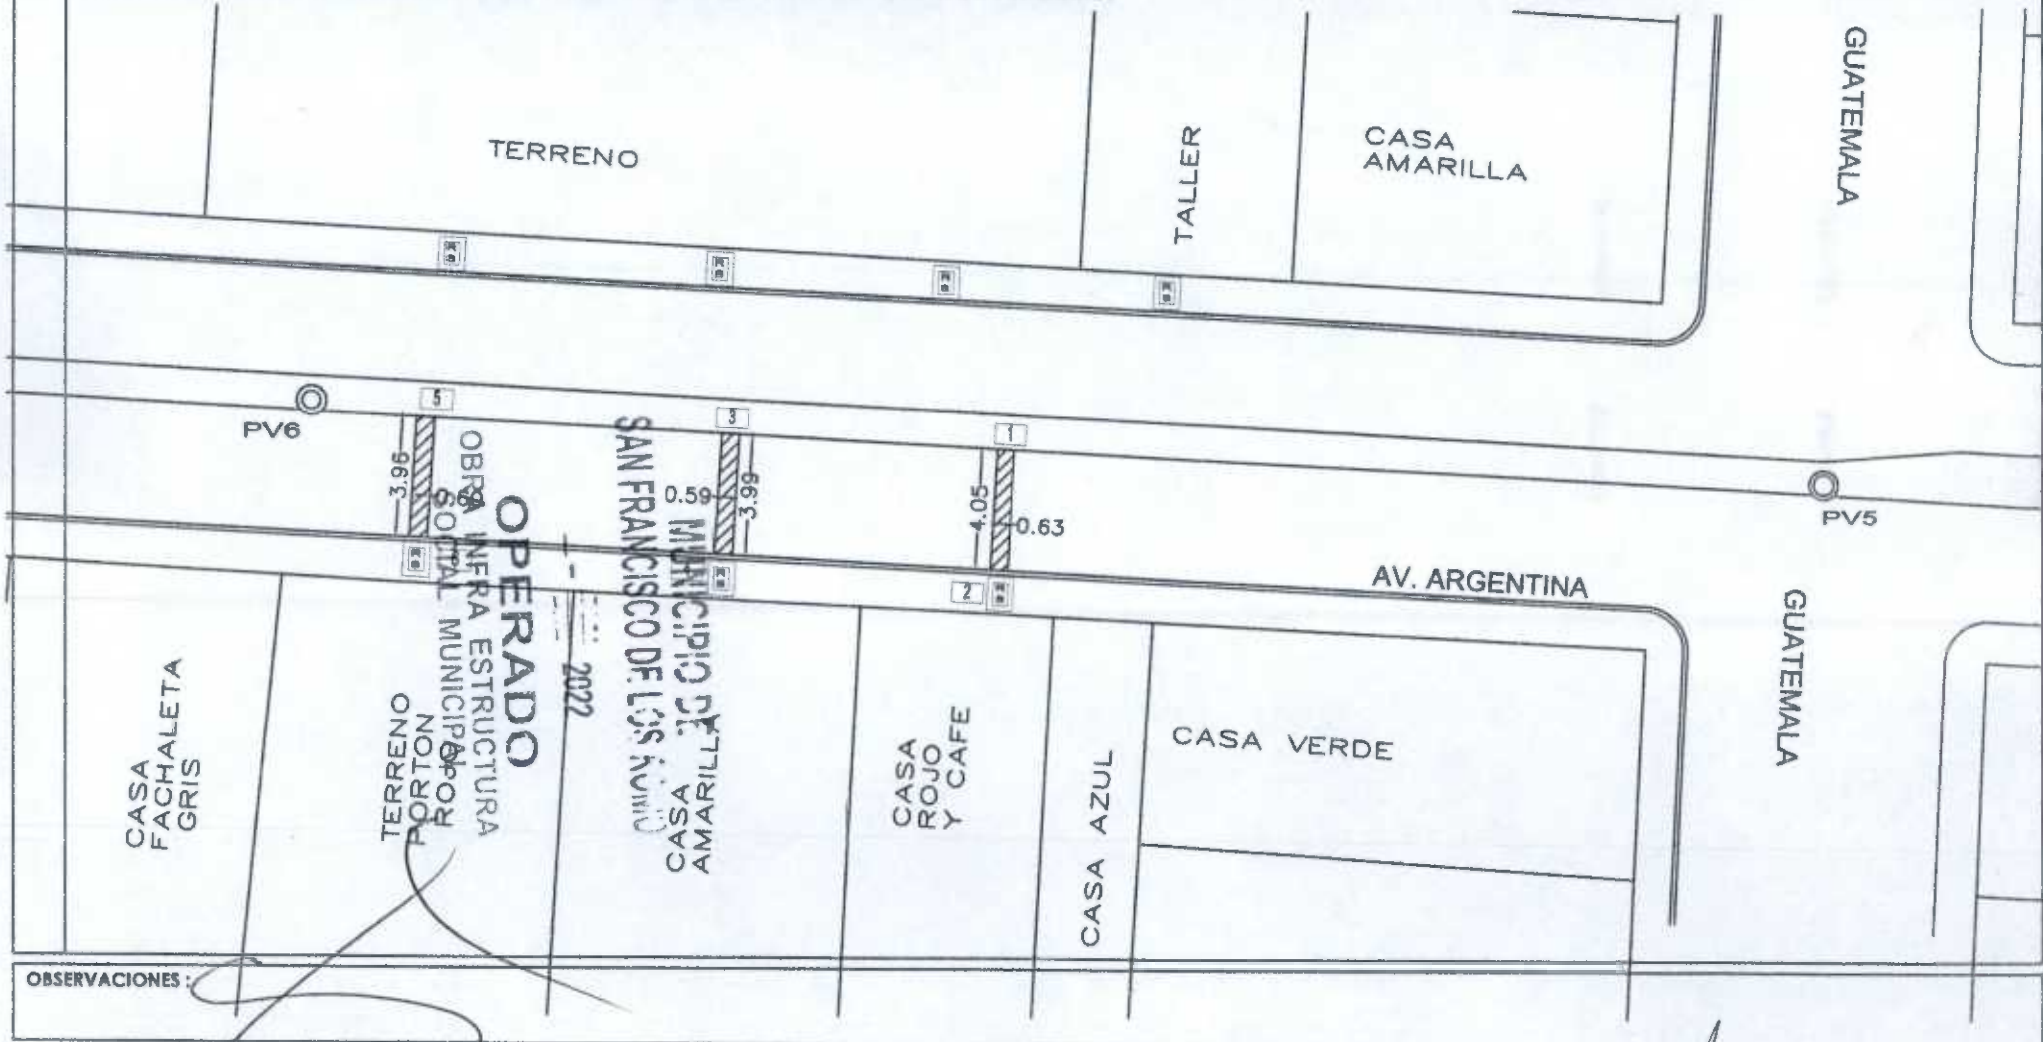 GUATEMALA
TERRENO
TALLER
CASA
AMARILLA
5
3
1
PV6
PV5
3.96
0.59
3.99
4.05
0.63
2
AV. ARGENTINA
GUATEMALA
OPERADO
OBRA INFRA ESTRUCTURA
SOCIAL MUNICIPAL
2022
MUNICIPIO DE
SAN FRANCISCO DE LOS ROMO
CASA
FACHALETA
GRIS
TERRENO
PORTON
ROJO
CASA
AMARILLA
CASA
ROJO
Y CAFE
CASA AZUL
CASA VERDE
OBSERVACIONES :